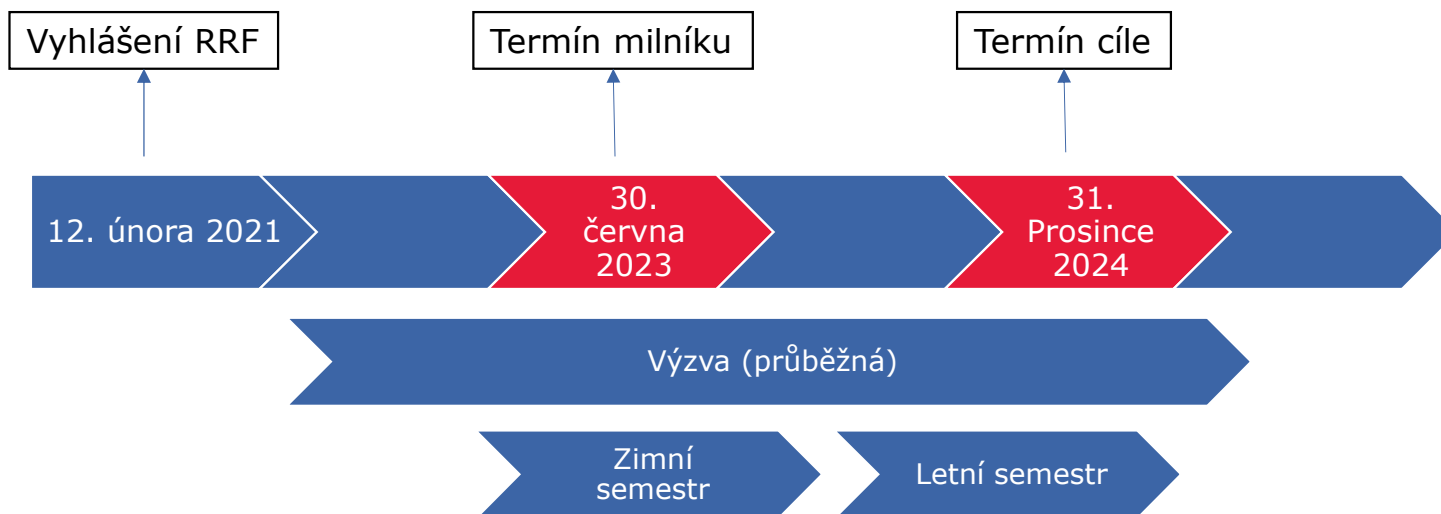 Vyhlášení RRF
Termín milníku
Termín cíle
12. února 2021
30.
června
2023
31.
Prosince
2024
Výzva (průběžná)
Zimní
semestr
Letní semestr